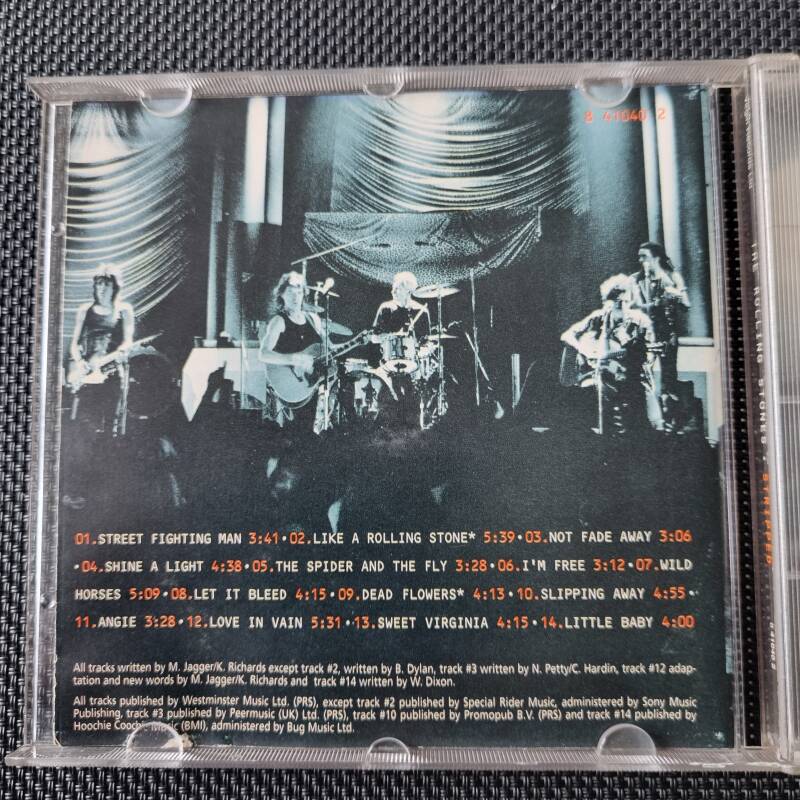 8 41040 2
01.STREET FIGHTING MAN 3:41•02.LIKE A ROLLING STONE* 5:39•03.NOT FADE AWAY 3:06
•04.SHINE A LIGHT 4:38•05.THE SPIDER AND THE FLY 3:28•06.I'M FREE 3:12•07.WILD
HORSES 5:09•08.LET IT BLEED 4:15•09.DEAD FLOWERS* 4:13•10.SLIPPING AWAY 4:55•
11.ANGIE 3:28•12.LOVE IN VAIN 5:31•13.SWEET VIRGINIA 4:15•14.LITTLE BABY 4:00
All tracks written by M. Jagger/K. Richards except track #2, written by B. Dylan, track #3 written by N. Petty/C. Hardin, track #12 adap-
tation and new words by M. Jagger/K. Richards and track #14 written by W. Dixon.
All tracks published by Westminster Music Ltd. (PRS), except track #2 published by Special Rider Music, administered by Sony Music
Publishing, track #3 published by Peermusic (UK) Ltd. (PRS), track #10 published by Promopub B.V. (PRS) and track #14 published by
Hoochie Coochie Music (BMI), administered by Bug Music Ltd.
THE ROLLING STONES • STRIPPED